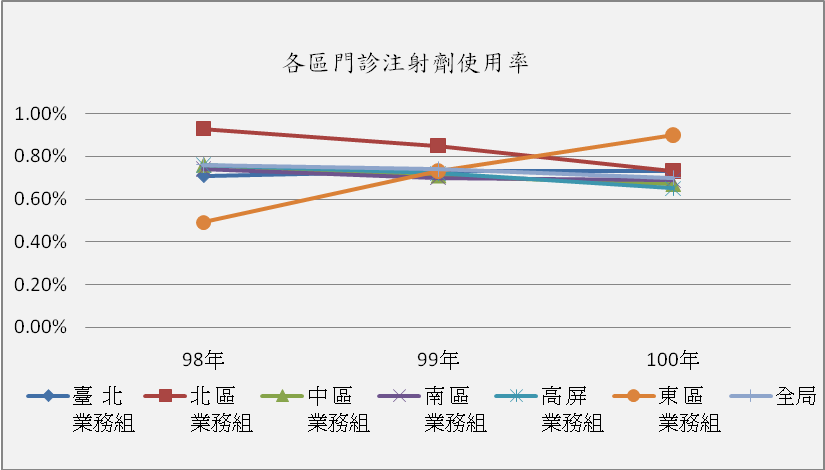 各區門診注射劑使用率
1.00%
0.80%
0.60%
0.40%
0.20%
0.00%
98年 99年 100年
臺北 北區 中區 南區 高屏 東區 全局
業務組 業務組 業務組 業務組 業務組 業務組